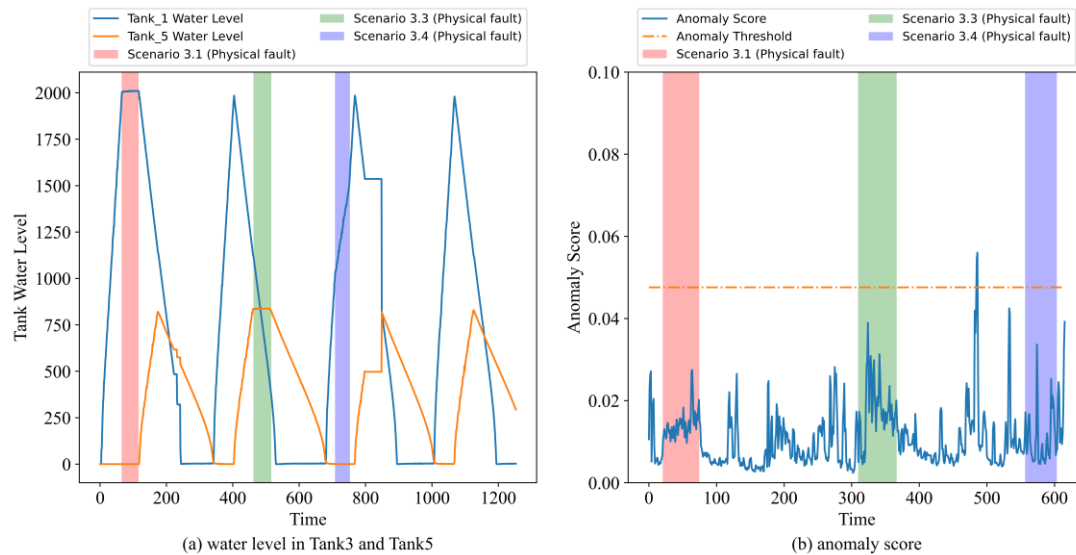 Tank_1 Water Level
Tank_5 Water Level
Scenario 3.1 (Physical fault)
Scenario 3.3 (Physical fault)
Scenario 3.4 (Physical fault)
Tank Water Level
2000
1750
1500
1250
1000
750
500
250
0
0 200 400 600 800 1000 1200
Time
(a) water level in Tank3 and Tank5
Anomaly Score
Anomaly Threshold
Scenario 3.1 (Physical fault)
Scenario 3.3 (Physical fault)
Scenario 3.4 (Physical fault)
Anomaly Score
0.10
0.08
0.06
0.04
0.02
0.00
0 100 200 300 400 500 600
Time
(b) anomaly score